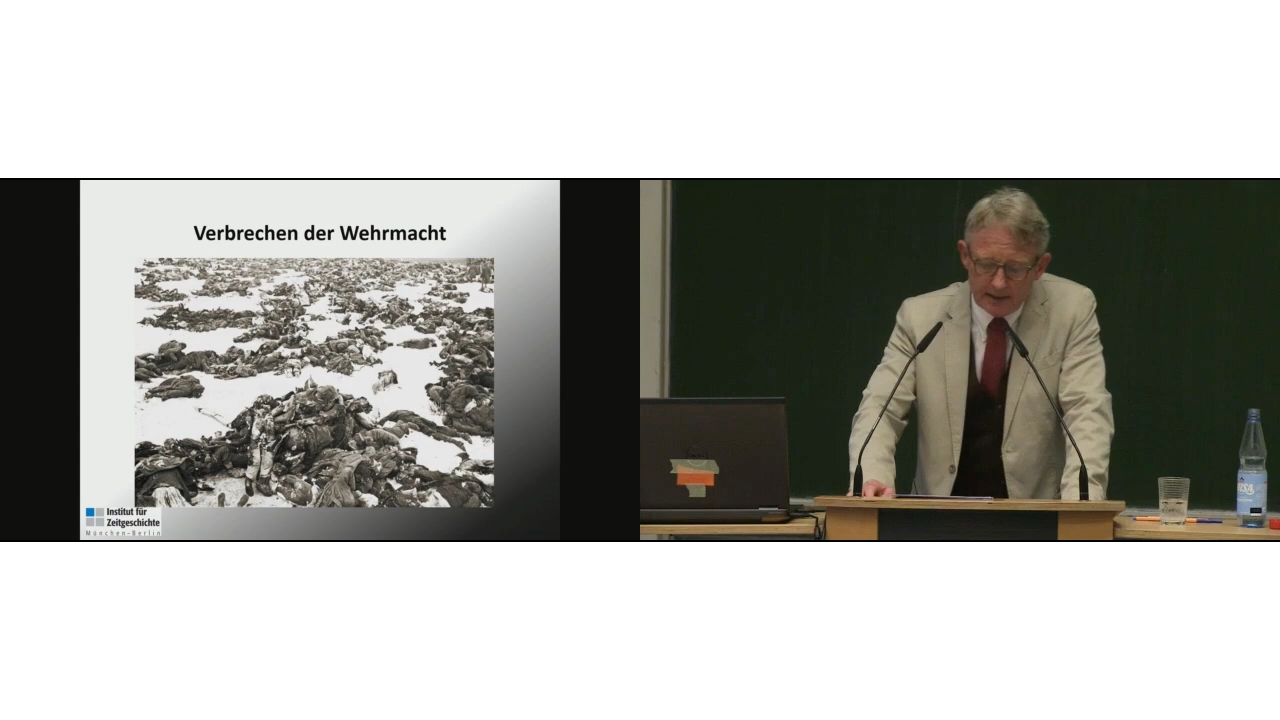 Verbrechen der Wehrmacht
Institut für
Zeitgeschichte
München-Berlin